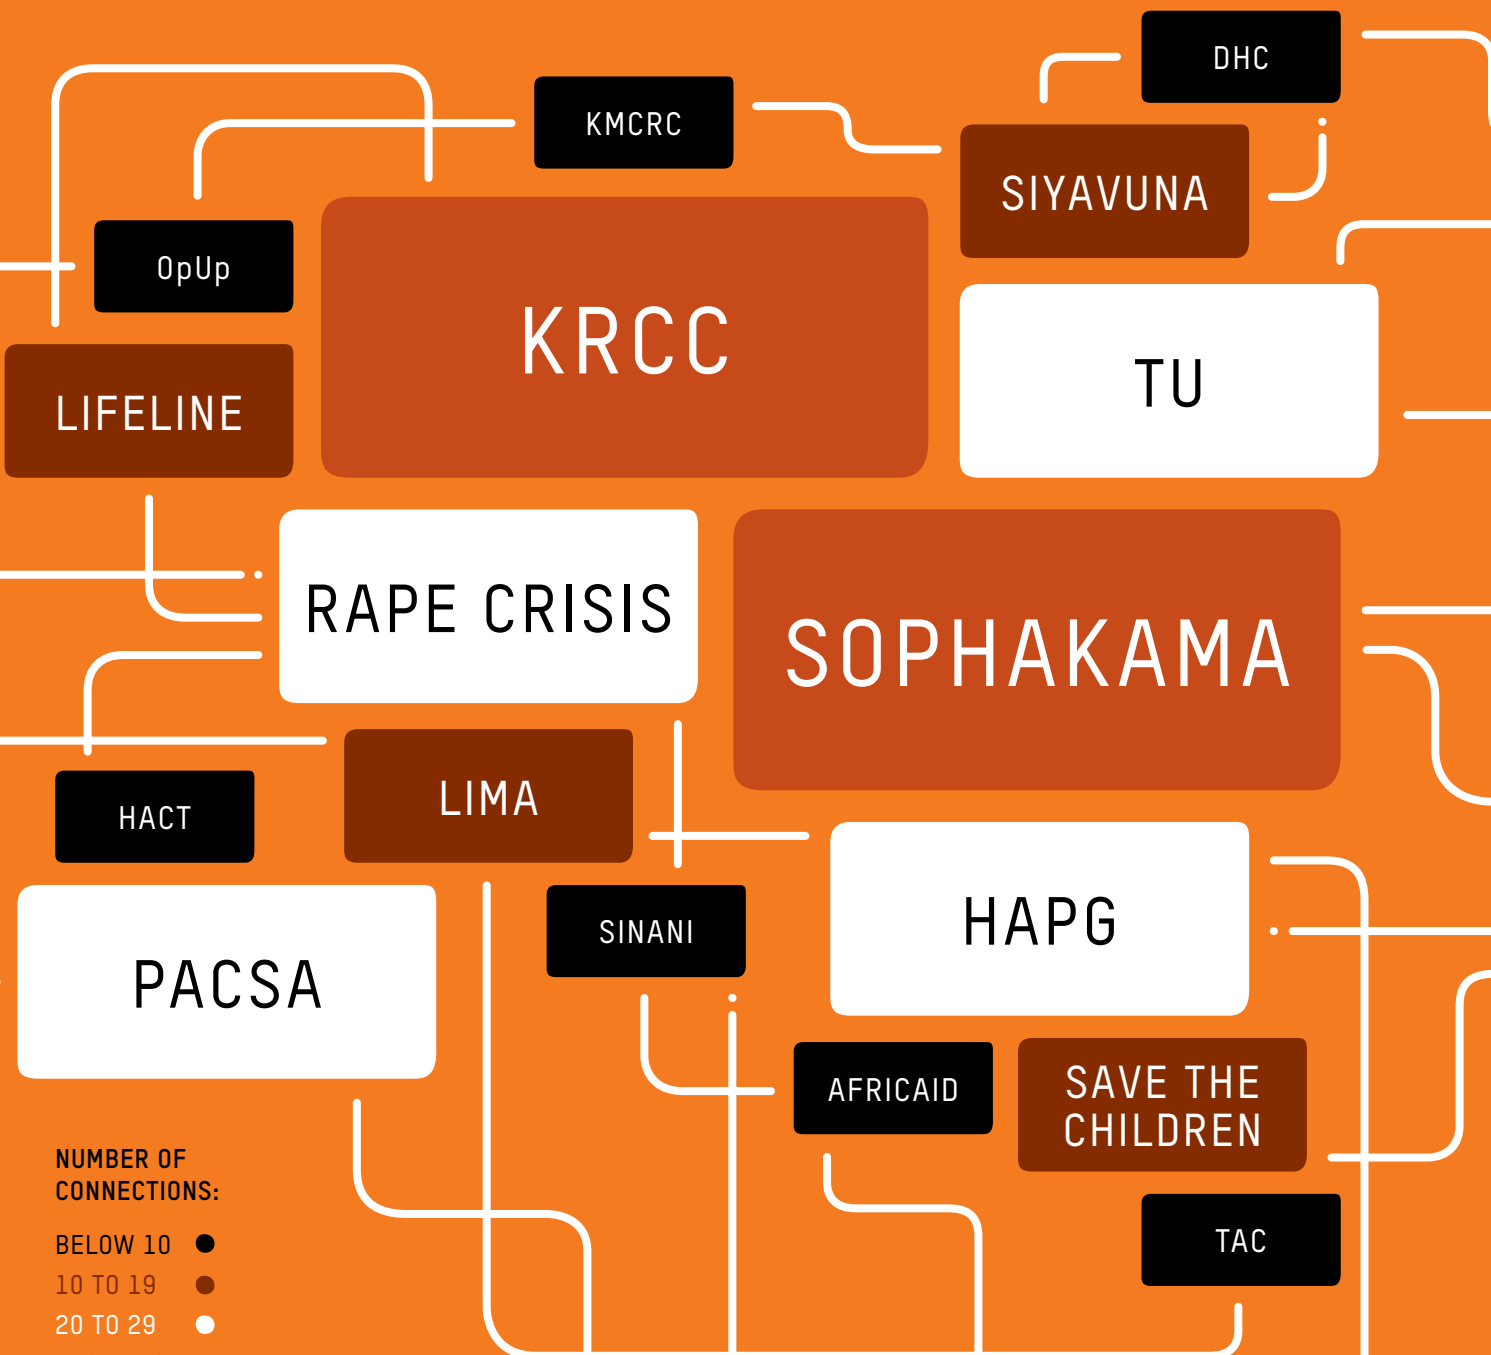 DHC
KMCRC
SIYAVUNA
OpUp
KRCC
TU
LIFELINE
RAPE CRISIS
SOPHAKAMA
LIMA
HACT
HAPG
SINANI
PACSA
AFRICAID
SAVE THE
CHILDREN
TAC
NUMBER OF
CONNECTIONS:
BELOW 10
10 TO 19
20 TO 29